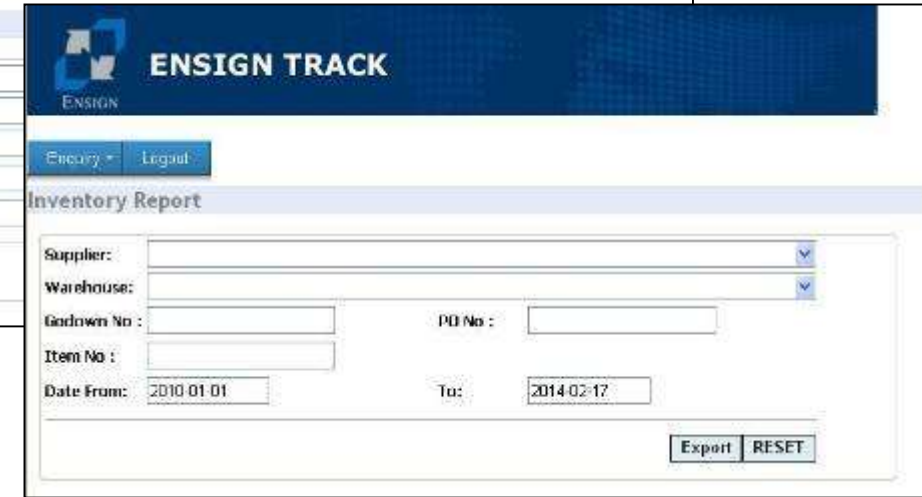 ENSIGN TRACK
ENSIGN
Enquiry Logout
Inventory Report
Supplier:
Warehouse:
Godown No : PO No :
Item No :
Date From: 2010-01-01 To: 2014-02-17
Export RESET